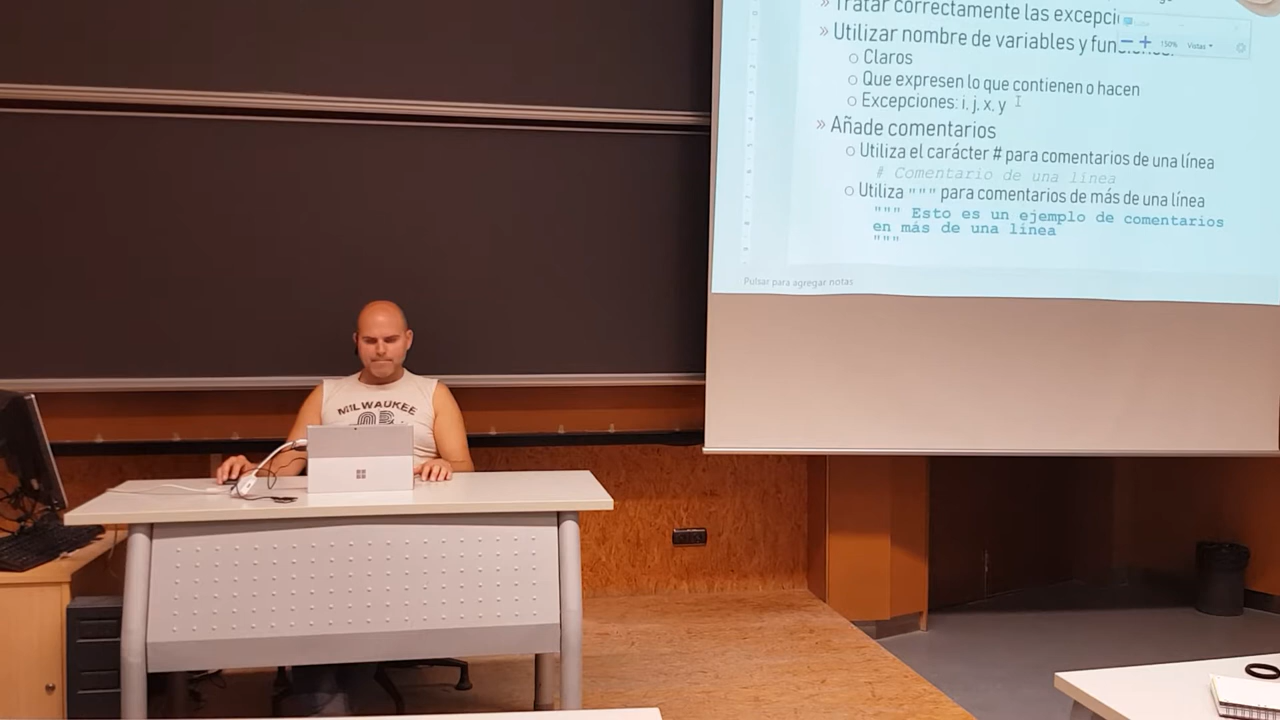 » Tratar correctamente las excepci
» Utilizar nombre de variables y funciones:
○ Claros
○ Que expresen lo que contienen o hacen
○ Excepciones: i, j, x, y
» Añade comentarios
○ Utiliza el carácter # para comentarios de una línea
# Comentario de una línea
○ Utiliza """ para comentarios de más de una línea
""" Esto es un ejemplo de comentarios
en más de una línea
"""
150% Vistas
Pulsar para agregar notas
MILWAUKEE